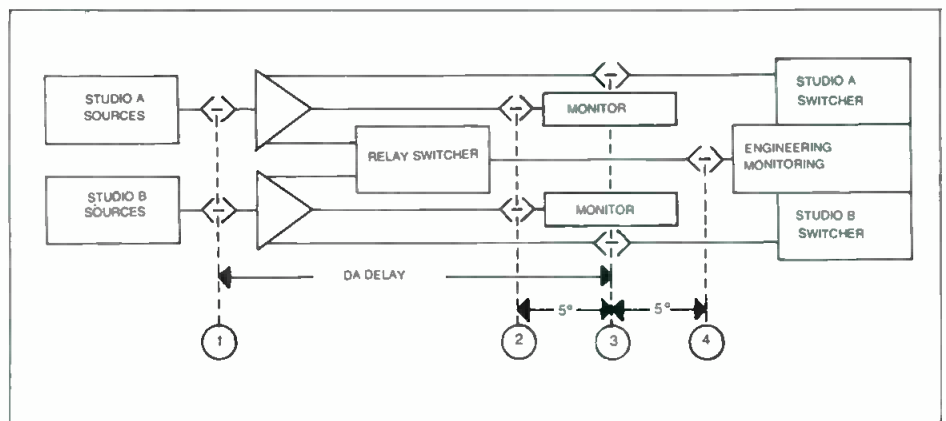 STUDIO A
SOURCES
MONITOR
STUDIO A
SWITCHER
RELAY SWITCHER
ENGINEERING
MONITORING
STUDIO B
SOURCES
MONITOR
STUDIO B
SWITCHER
DA DELAY
5°
5°
1
2
3
4